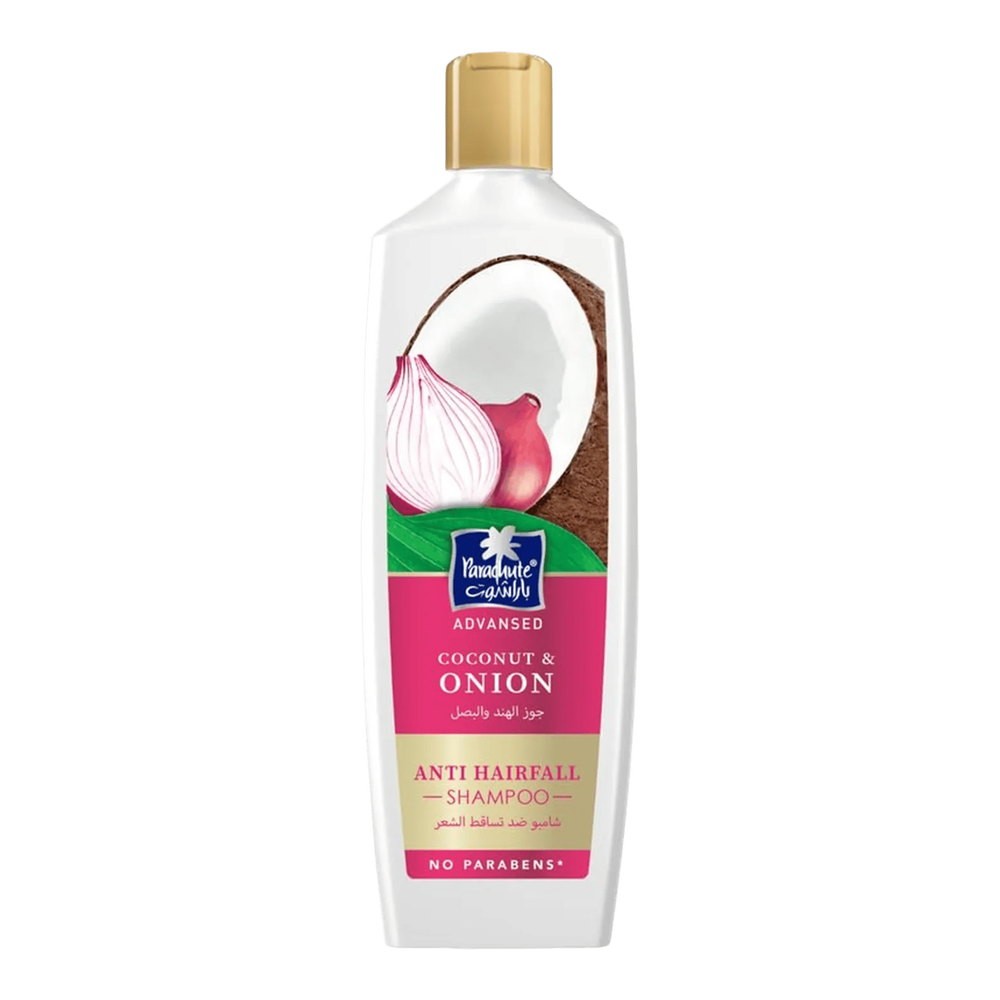 Parachute®
باراشوت
ADVANSED
COCONUT &
ONION
جوز الهند والبصل
ANTI HAIRFALL
SHAMPOO
شامبو ضد تساقط الشعر
NO PARABENS*